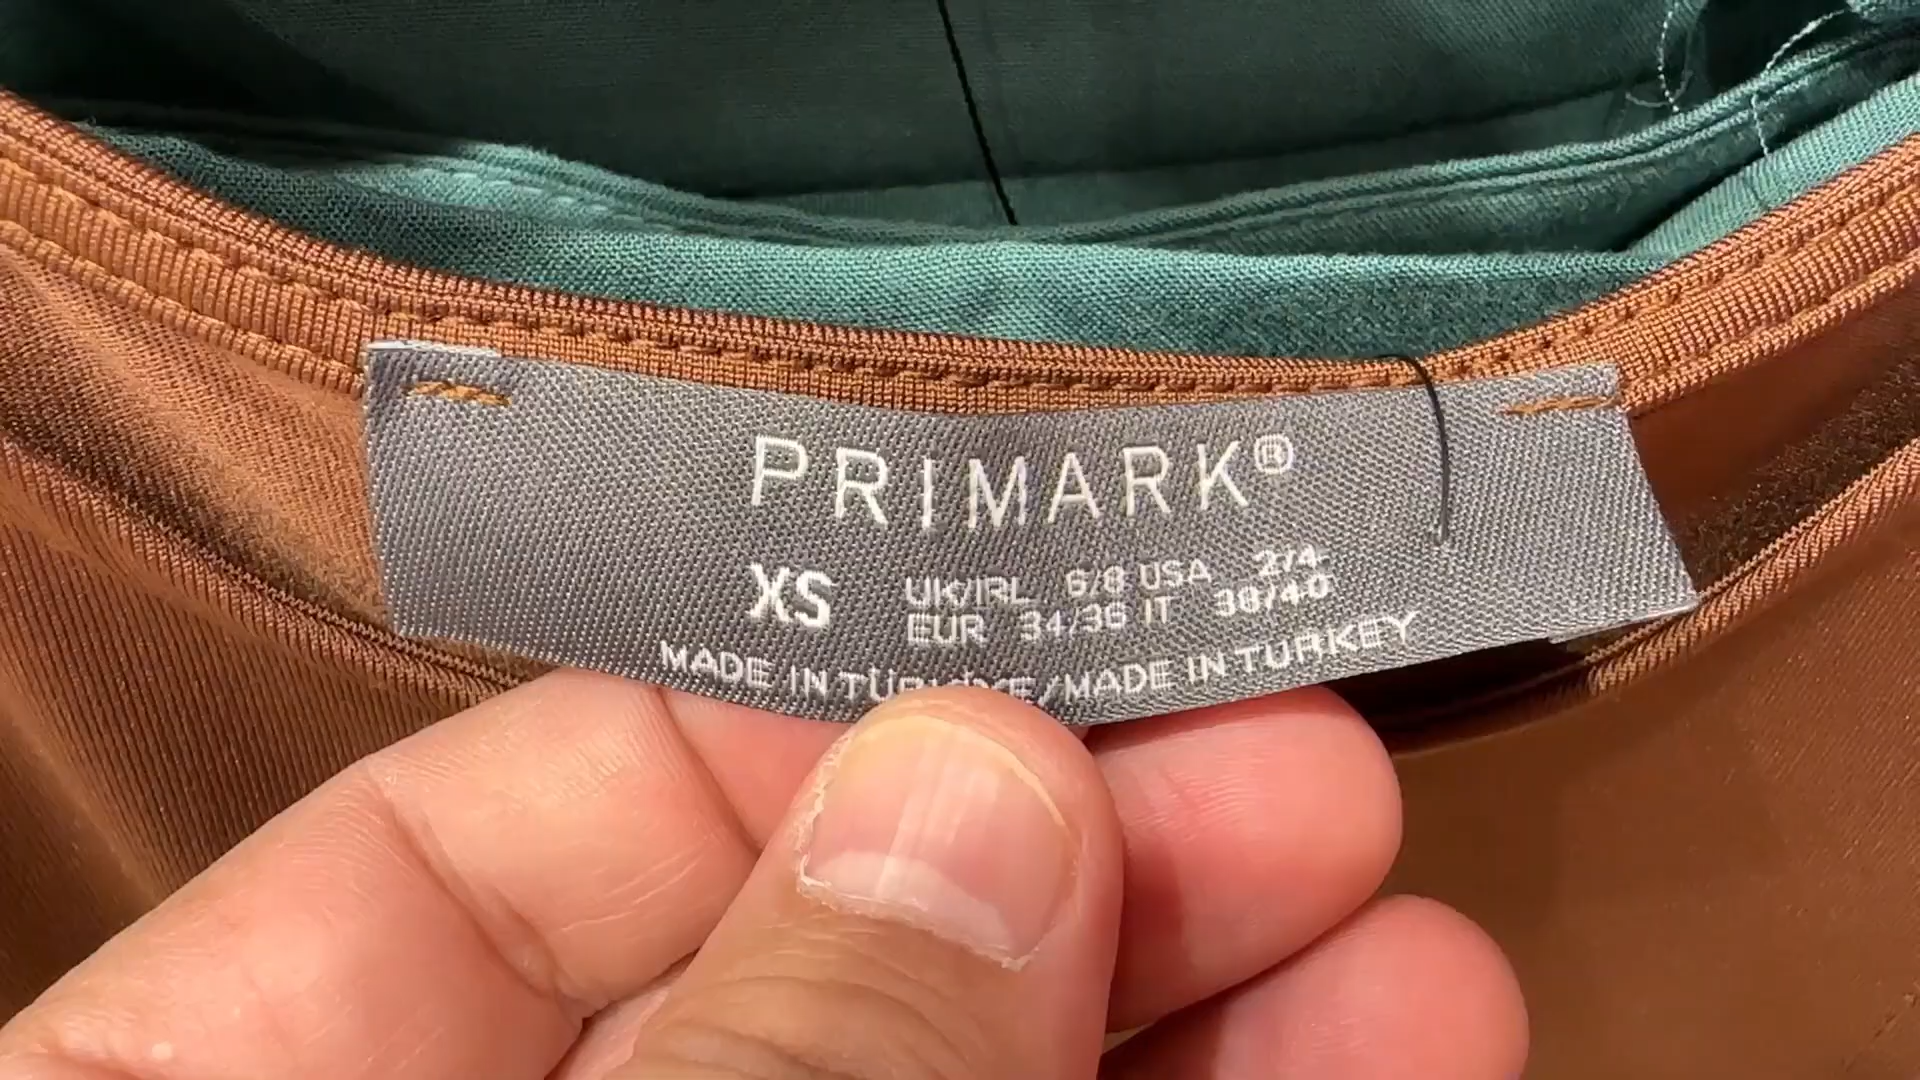 PRIMARK®
XS UK/IRL 6/8 USA 2/4
EUR 34/36 IT 38/40
MADE IN /MADE IN TURKEY